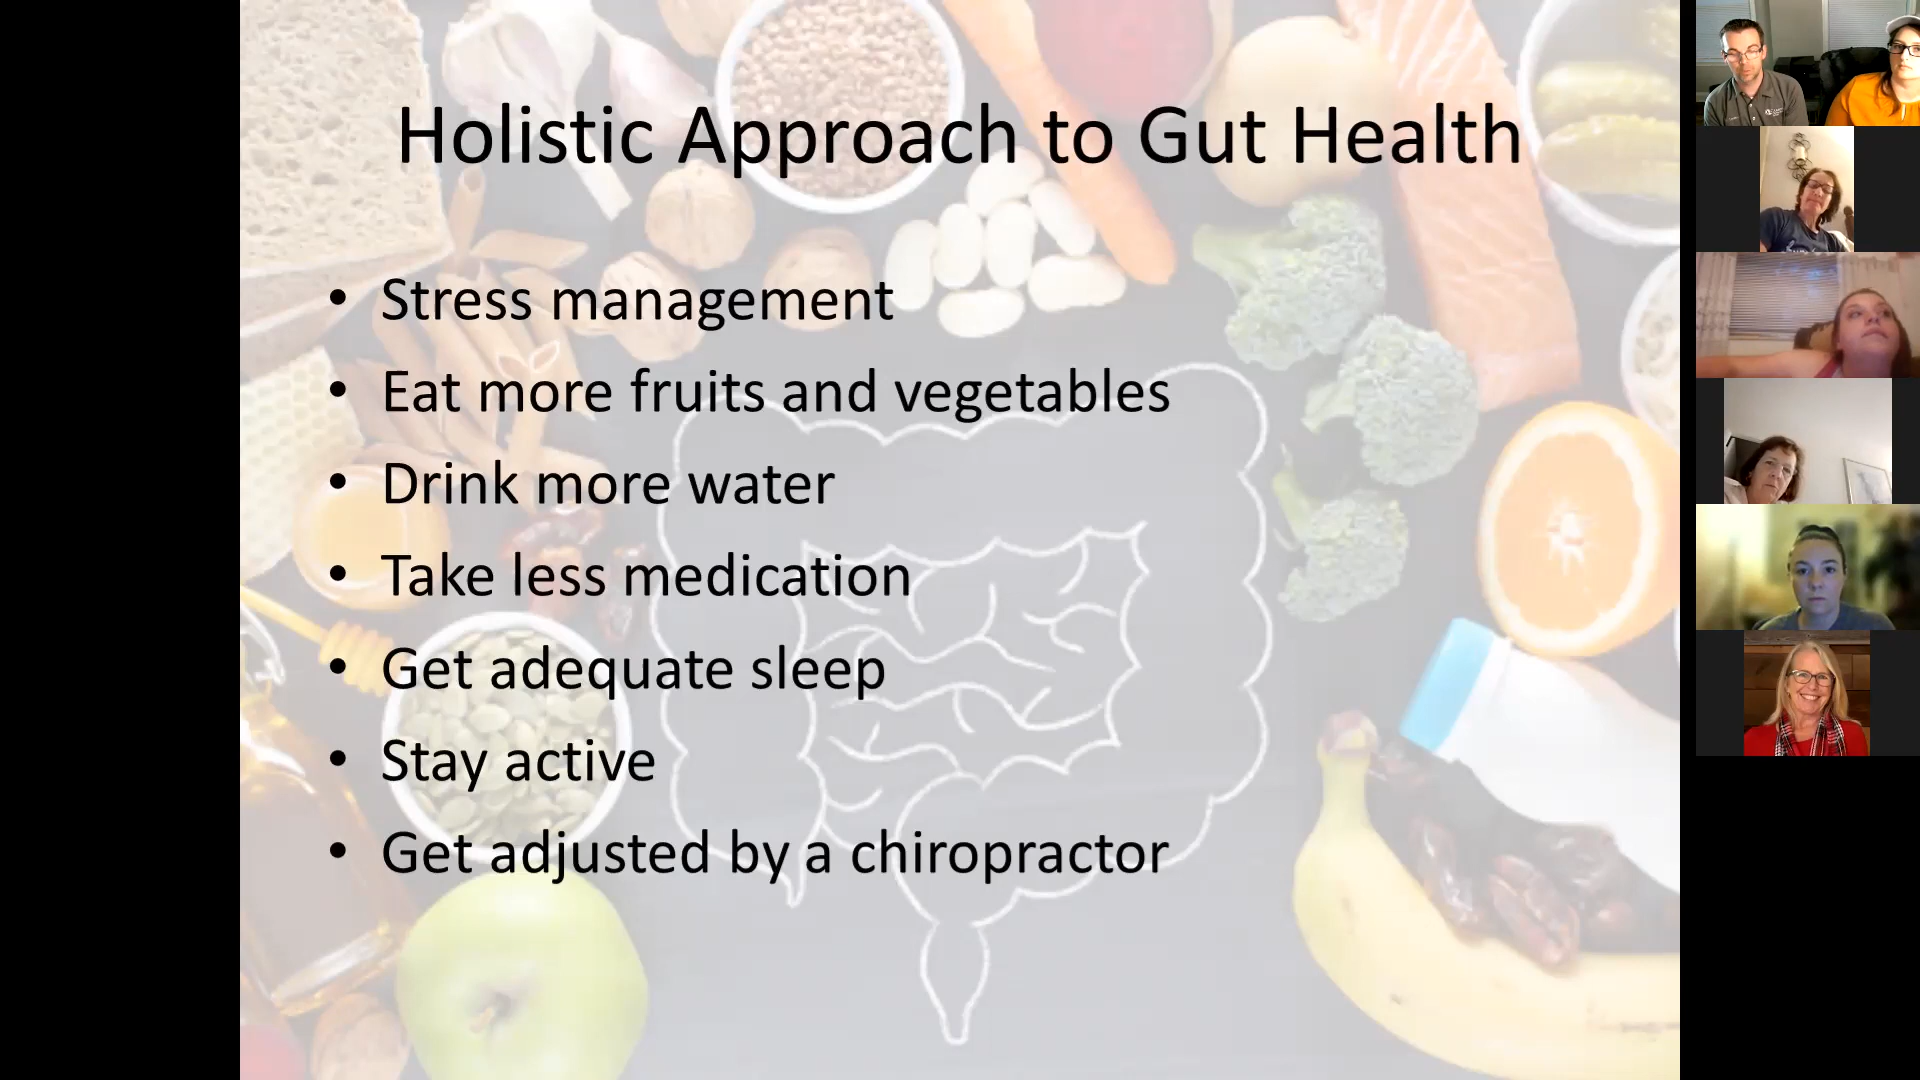 Holistic Approach to Gut Health
• Stress management
• Eat more fruits and vegetables
• Drink more water
• Take less medication
• Get adequate sleep
• Stay active
• Get adjusted by a chiropractor